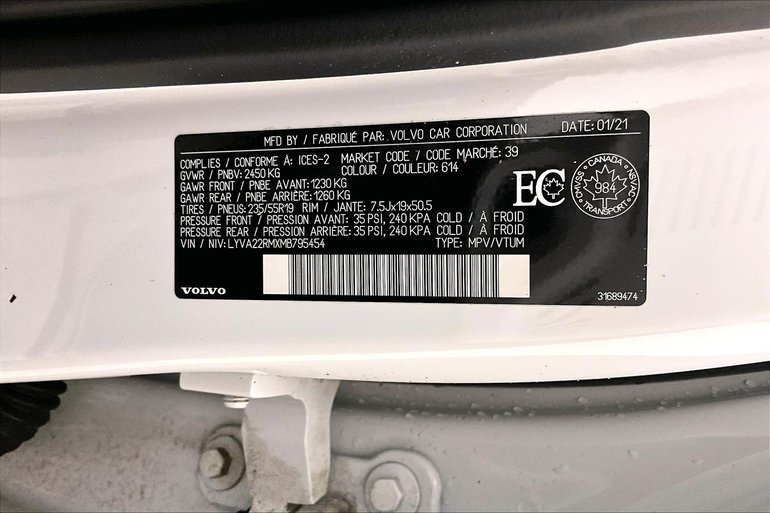 MFD BY / FABRIQUÉ PAR: VOLVO CAR CORPORATION DATE: 01/21
COMPLIES / CONFORME À: ICES-2 MARKET CODE / CODE MARCHÉ: 39
GVWR / PNBV: 2450 KG COLOUR / COULEUR: 614
GAWR FRONT / PNBE AVANT: 1230 KG
GAWR REAR / PNBE ARRIÈRE: 1260 KG
TIRES / PNEUS: 235/55R19 RIM / JANTE: 7.5Jx19x50.5
PRESSURE FRONT / PRESSION AVANT: 35 PSI, 240 KPA COLD / À FROID
PRESSURE REAR / PRESSION ARRIÈRE: 35 PSI, 240 KPA COLD / À FROID
VIN / NIV: LYVA22RMXMB795454 TYPE: MPV/VTUM
EC
CANADA
984
TRANSPORT
VOLVO
31689474